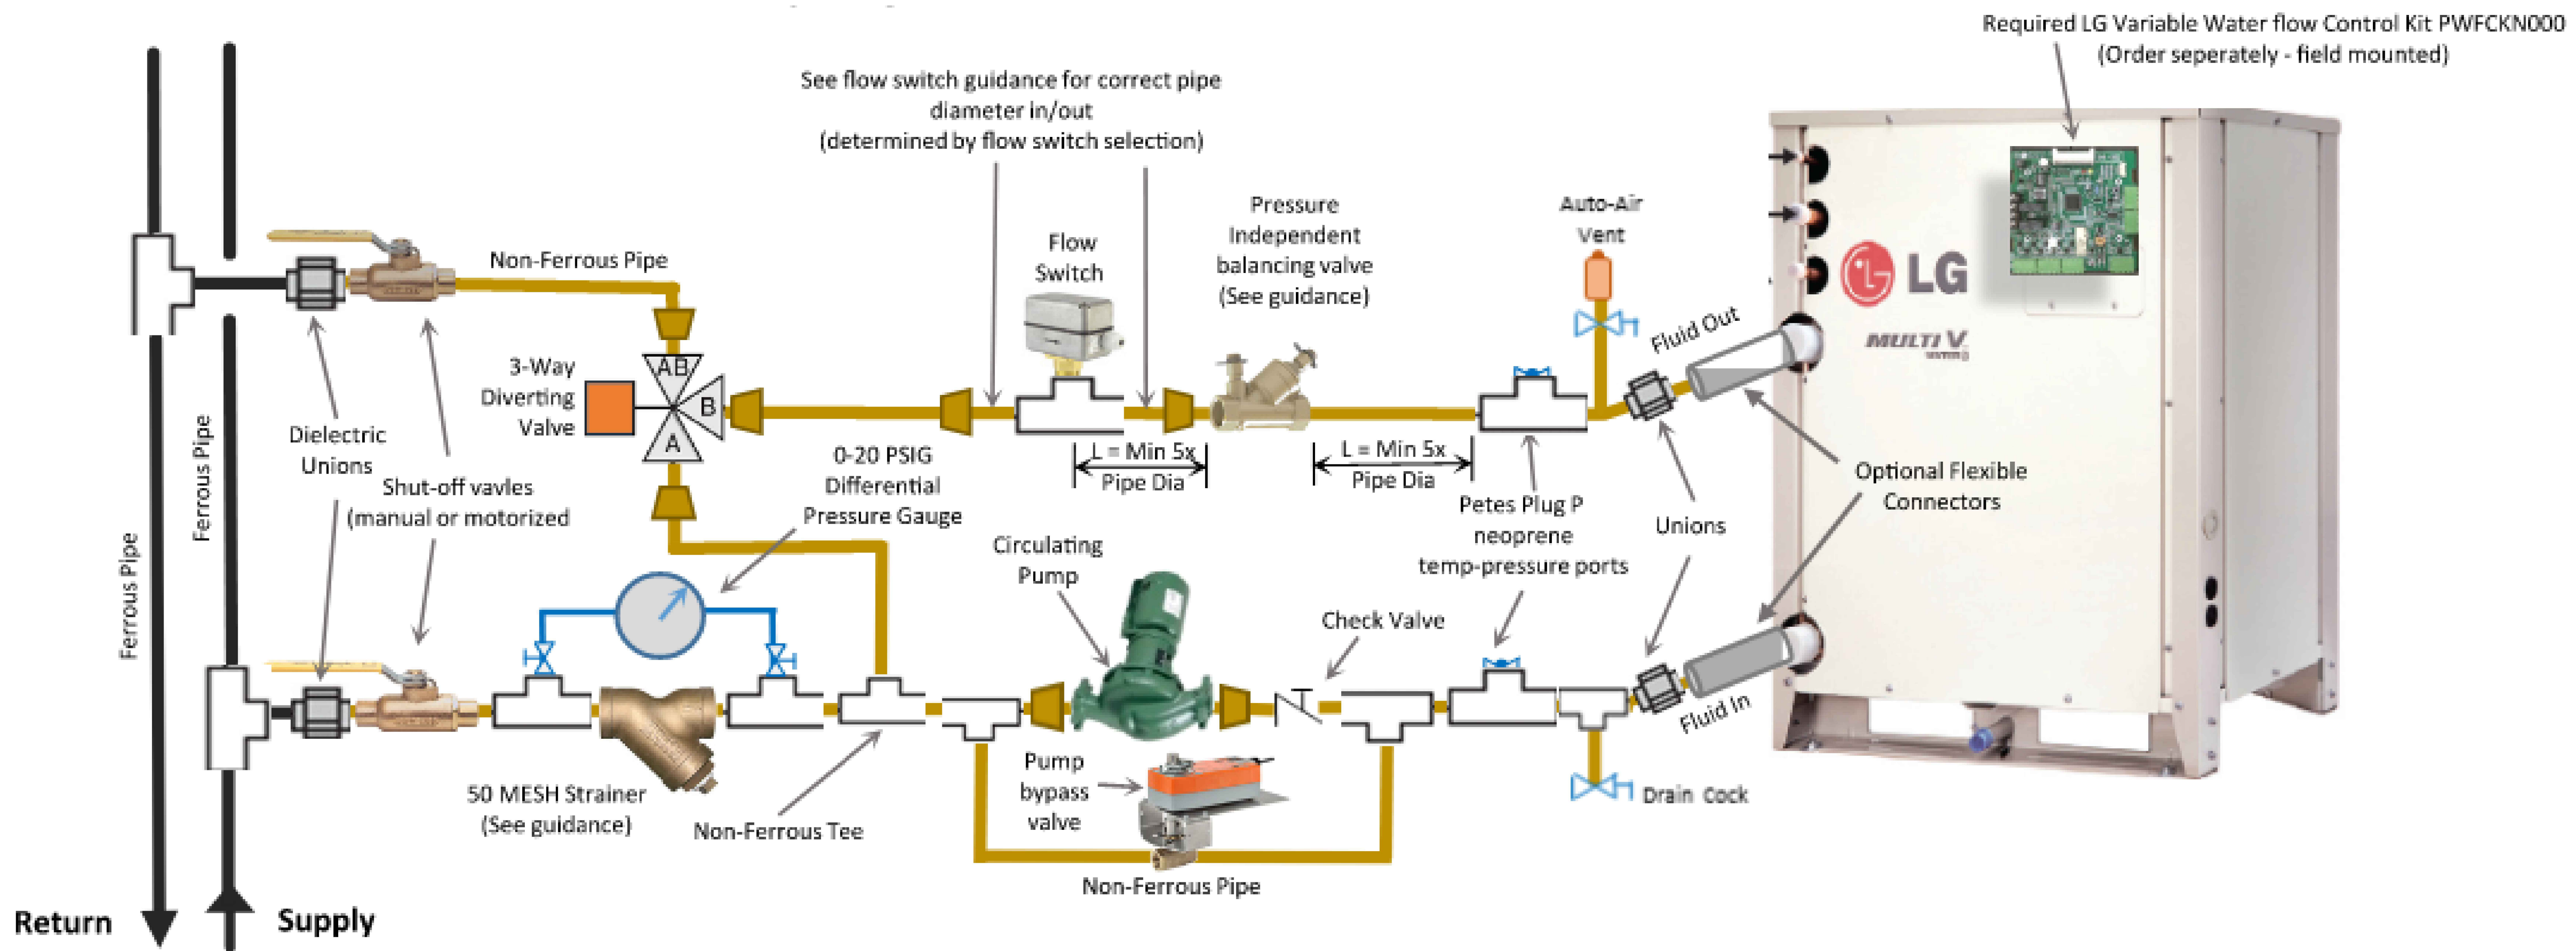 Required LG Variable Water flow Control Kit PWFCKN000
(Order seperately - field mounted)
See flow switch guidance for correct pipe
diameter in/out
(determined by flow switch selection)
Non-Ferrous Pipe
Flow
Switch
Pressure
Independent
balancing valve
(See guidance)
Auto-Air
Vent
Fluid Out
LG
MULTI V
WATER
3-Way
Diverting
Valve
AB
B
A
Dielectric
Unions
Shut-off vavles
(manual or motorized
Ferrous Pipe
Ferrous Pipe
0-20 PSIG
Differential
Pressure Gauge
L = Min 5x
Pipe Dia
L = Min 5x
Pipe Dia
Petes Plug P
neoprene
temp-pressure ports
Unions
Optional Flexible
Connectors
Circulating
Pump
Check Valve
Fluid In
50 MESH Strainer
(See guidance)
Non-Ferrous Tee
Pump
bypass
valve
Drain Cock
Non-Ferrous Pipe
Return
Supply